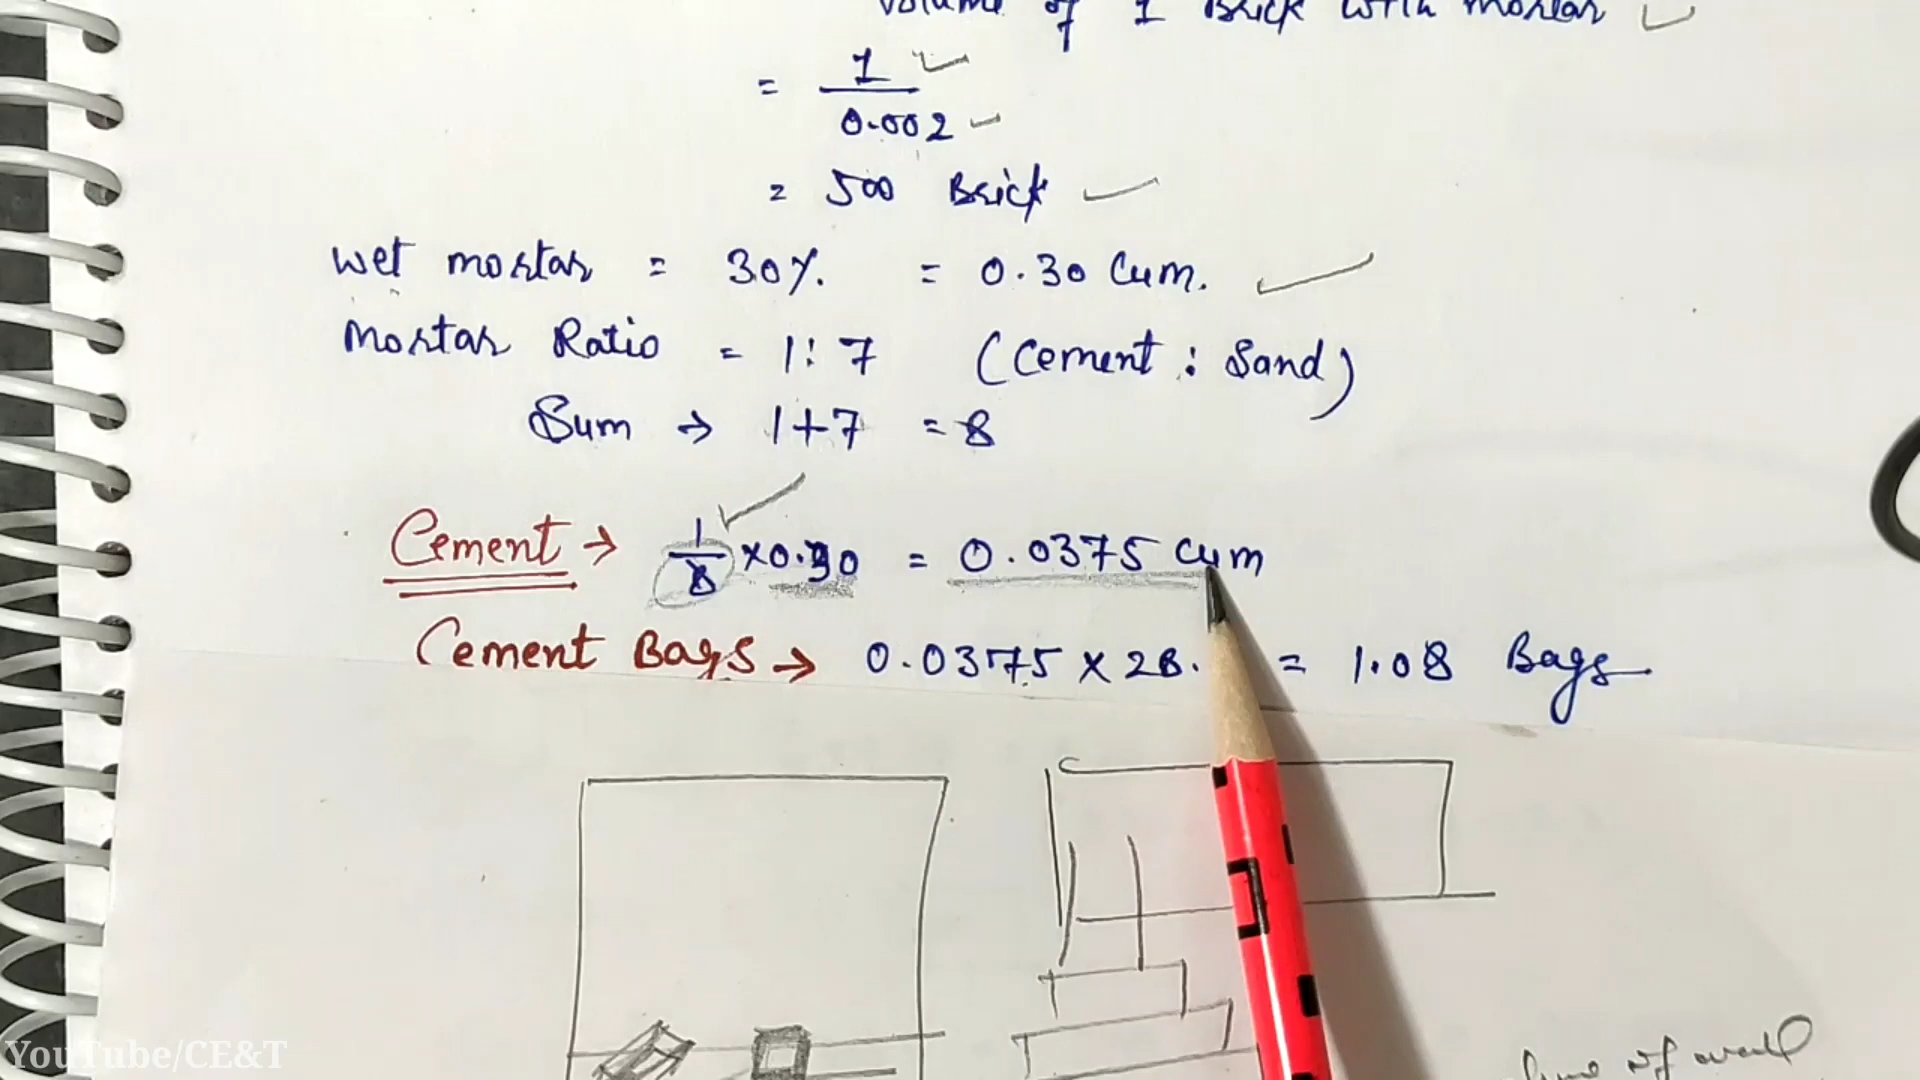 Volume of 1 Brick with mortar
= 1 / 0.002
= 500 Brick
Wet mortar = 30% = 0.30 Cum.
Mortar Ratio = 1:7 (Cement : Sand)
Sum → 1+7 = 8
Cement → 1/8 ×0.30 = 0.0375 Cum
Cement Bags → 0.0375 × 28. = 1.08 Bags
of wall
YouTube/CE&T